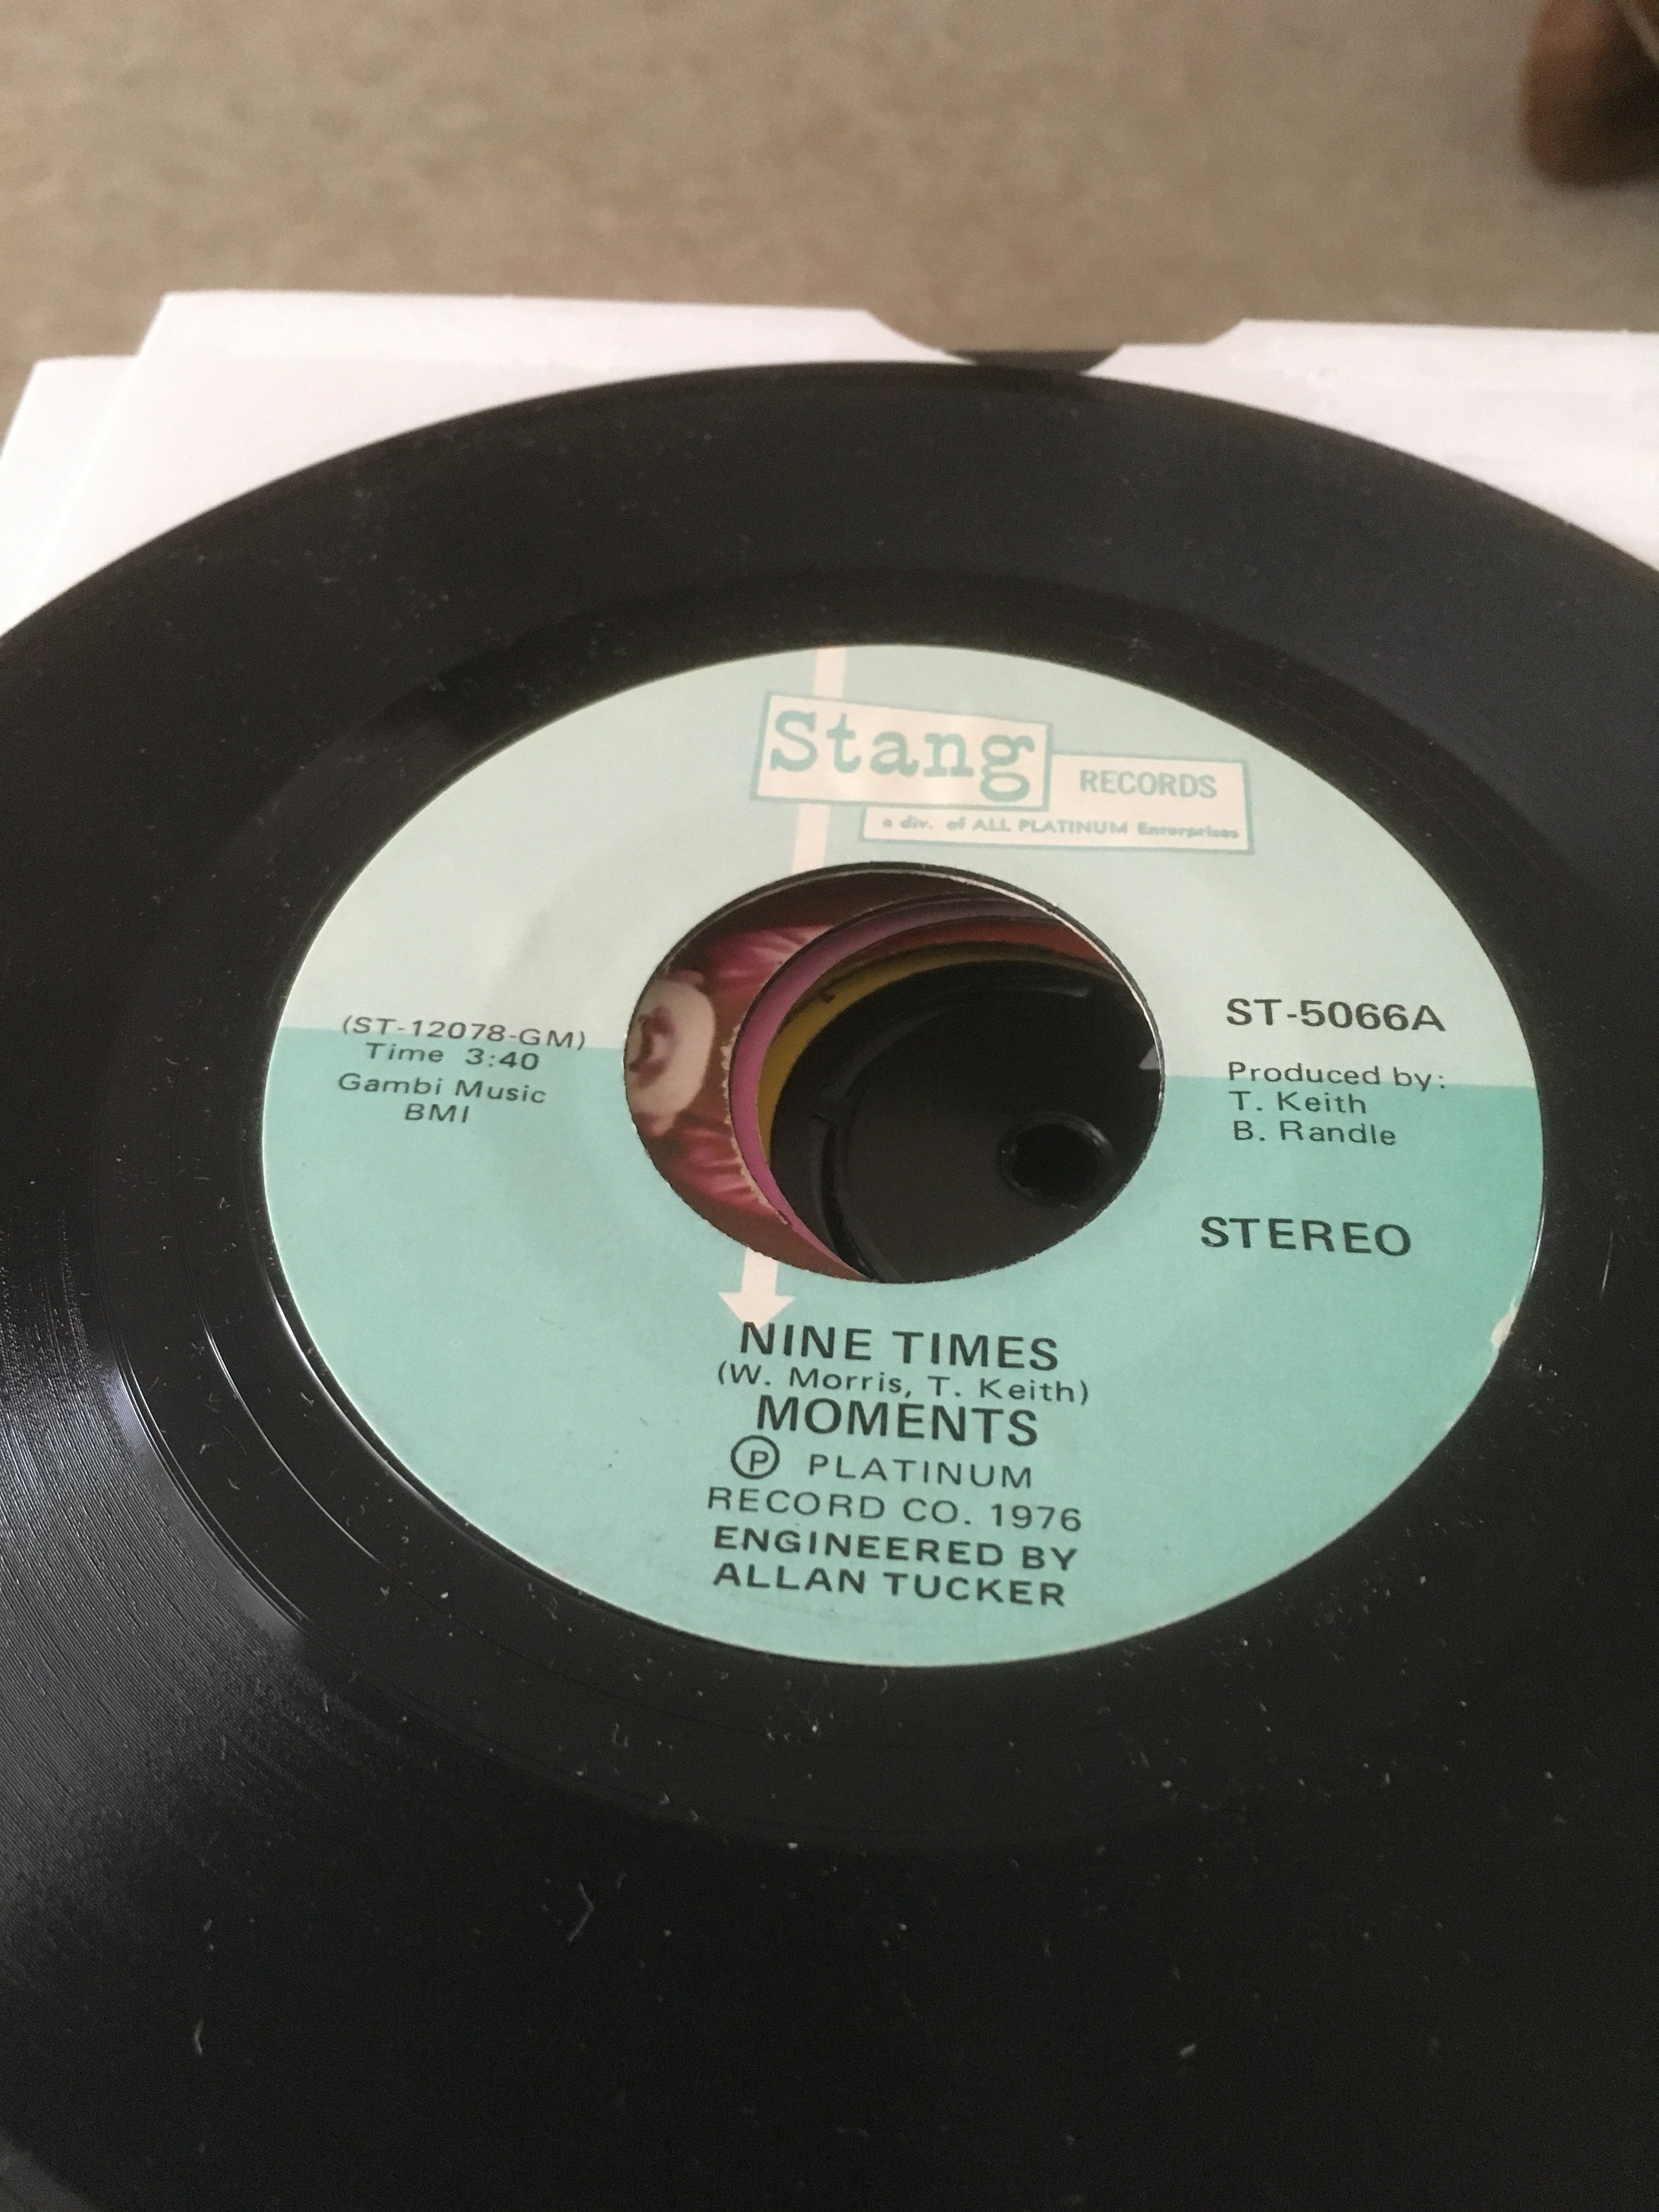 Stang
RECORDS
a div. of ALL PLATINUM Enterprises
(ST-12078-GM)
Time 3:40
Gambi Music
BMI
ST-5066A
Produced by:
T. Keith
B. Randle
STEREO
NINE TIMES
(W. Morris, T. Keith)
MOMENTS
Ⓟ PLATINUM
RECORD CO. 1976
ENGINEERED BY
ALLAN TUCKER